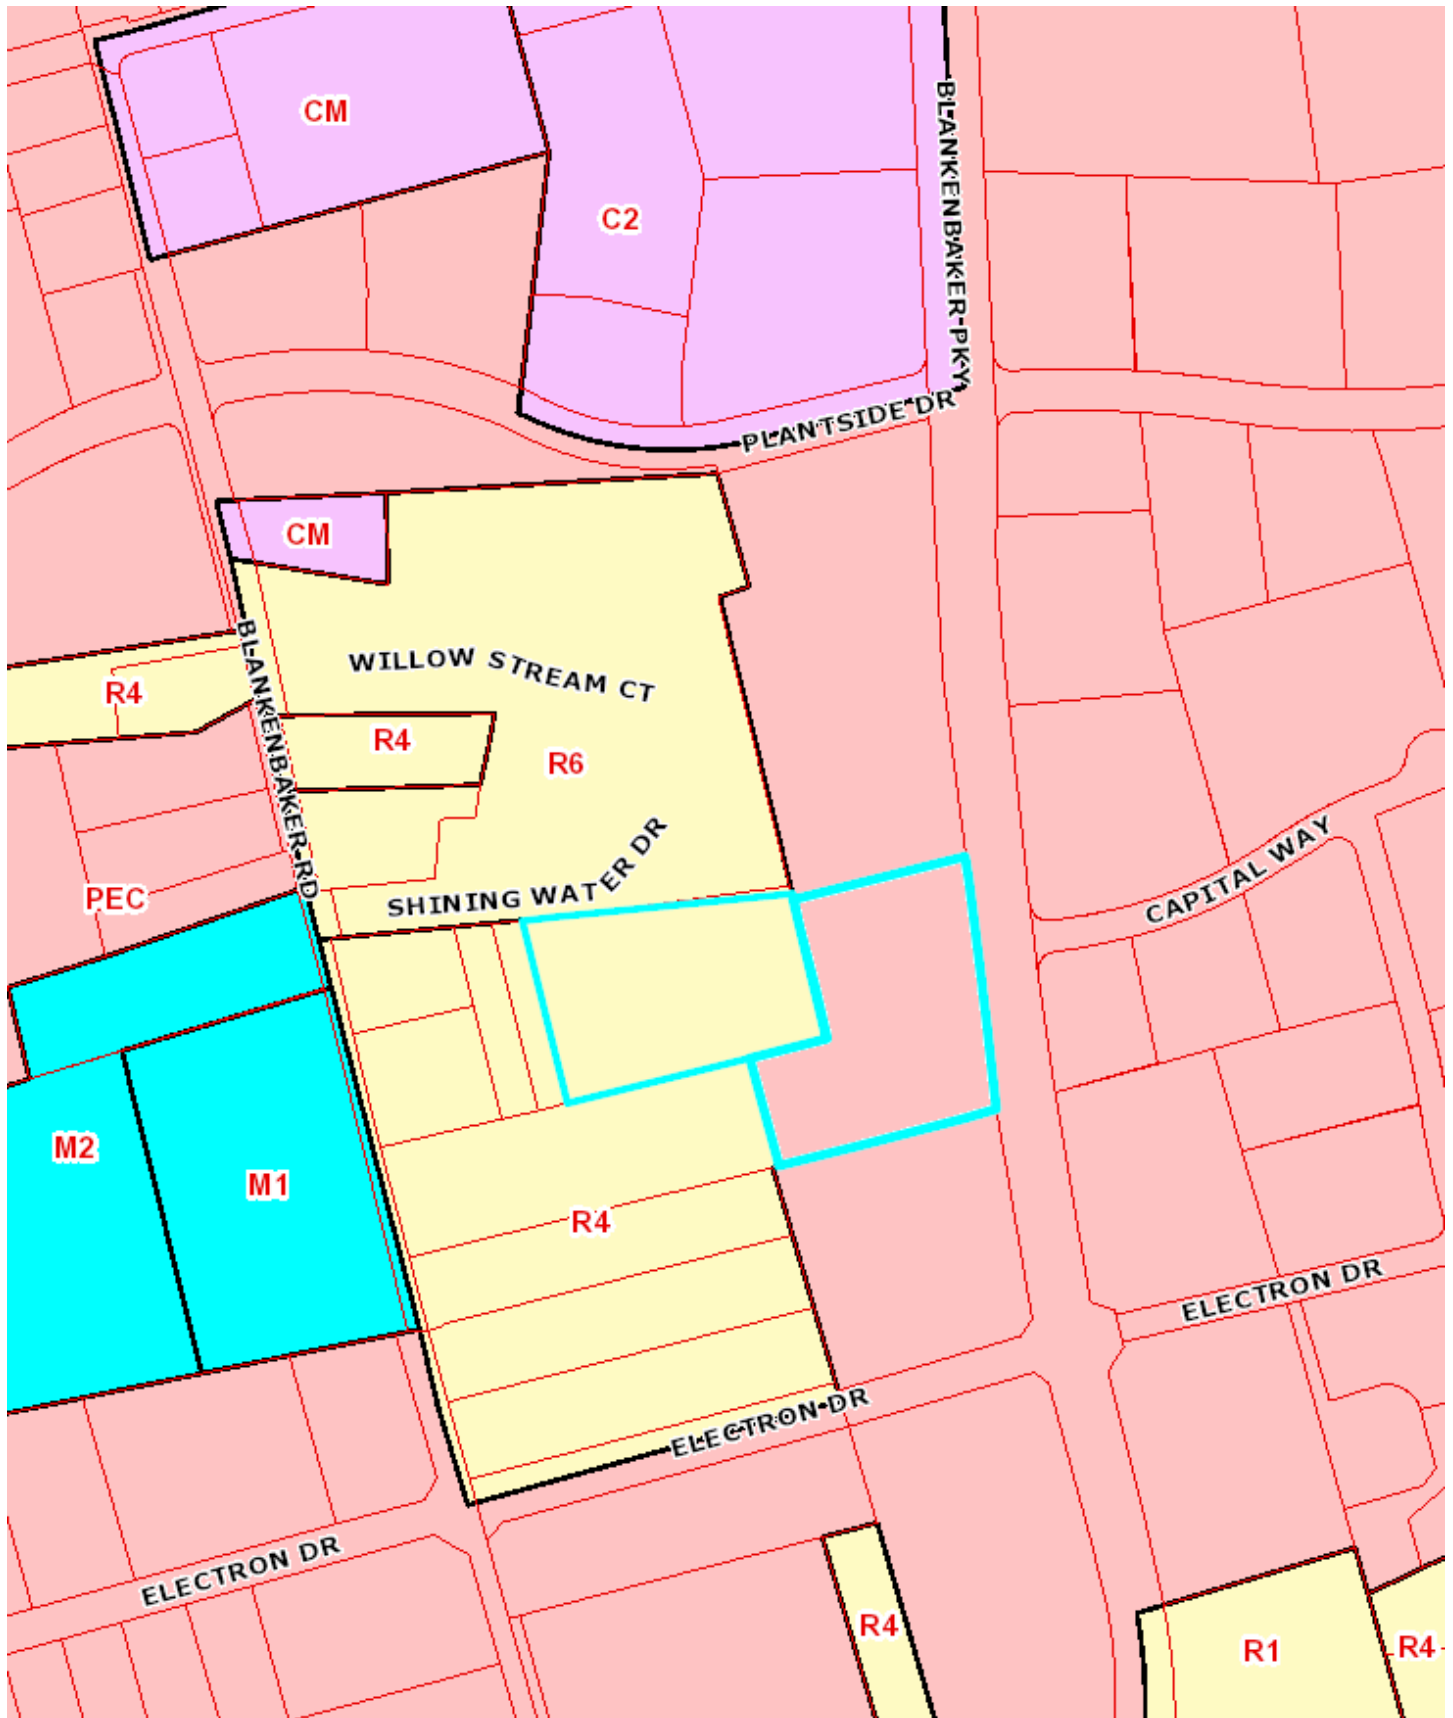 CM
BLANKENBAKER PKY
C2
PLANTSIDE DR
CM
BLANKENBAKER RD
WILLOW STREAM CT
R4
R4
R6
SHINING WATER DR
CAPITAL WAY
PEC
M2
M1
R4
ELECTRON DR
ELECTRON DR
ELECTRON DR
R4
R1
R4